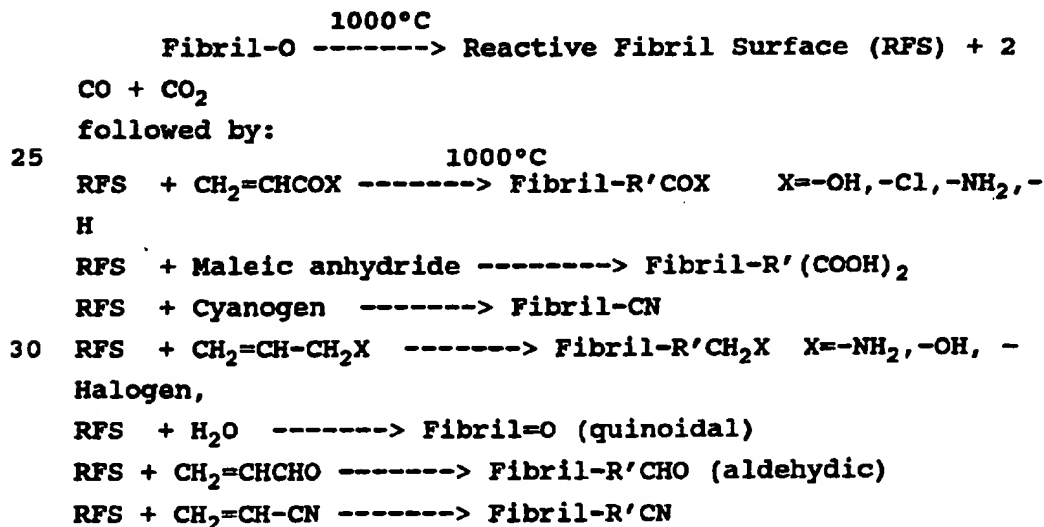 1000°C
Fibril-O -------> Reactive Fibril Surface (RFS) + 2
CO + CO₂
followed by:
25 1000°C
RFS + CH₂=CHCOX -------> Fibril-R'COX X=-OH,-Cl,-NH₂,-
H
RFS + Maleic anhydride --------> Fibril-R'(COOH)₂
RFS + Cyanogen -------> Fibril-CN
30 RFS + CH₂=CH-CH₂X -------> Fibril-R'CH₂X X=-NH₂,-OH, -
Halogen,
RFS + H₂O -------> Fibril=O (quinoidal)
RFS + CH₂=CHCHO -------> Fibril-R'CHO (aldehydic)
RFS + CH₂=CH-CN -------> Fibril-R'CN